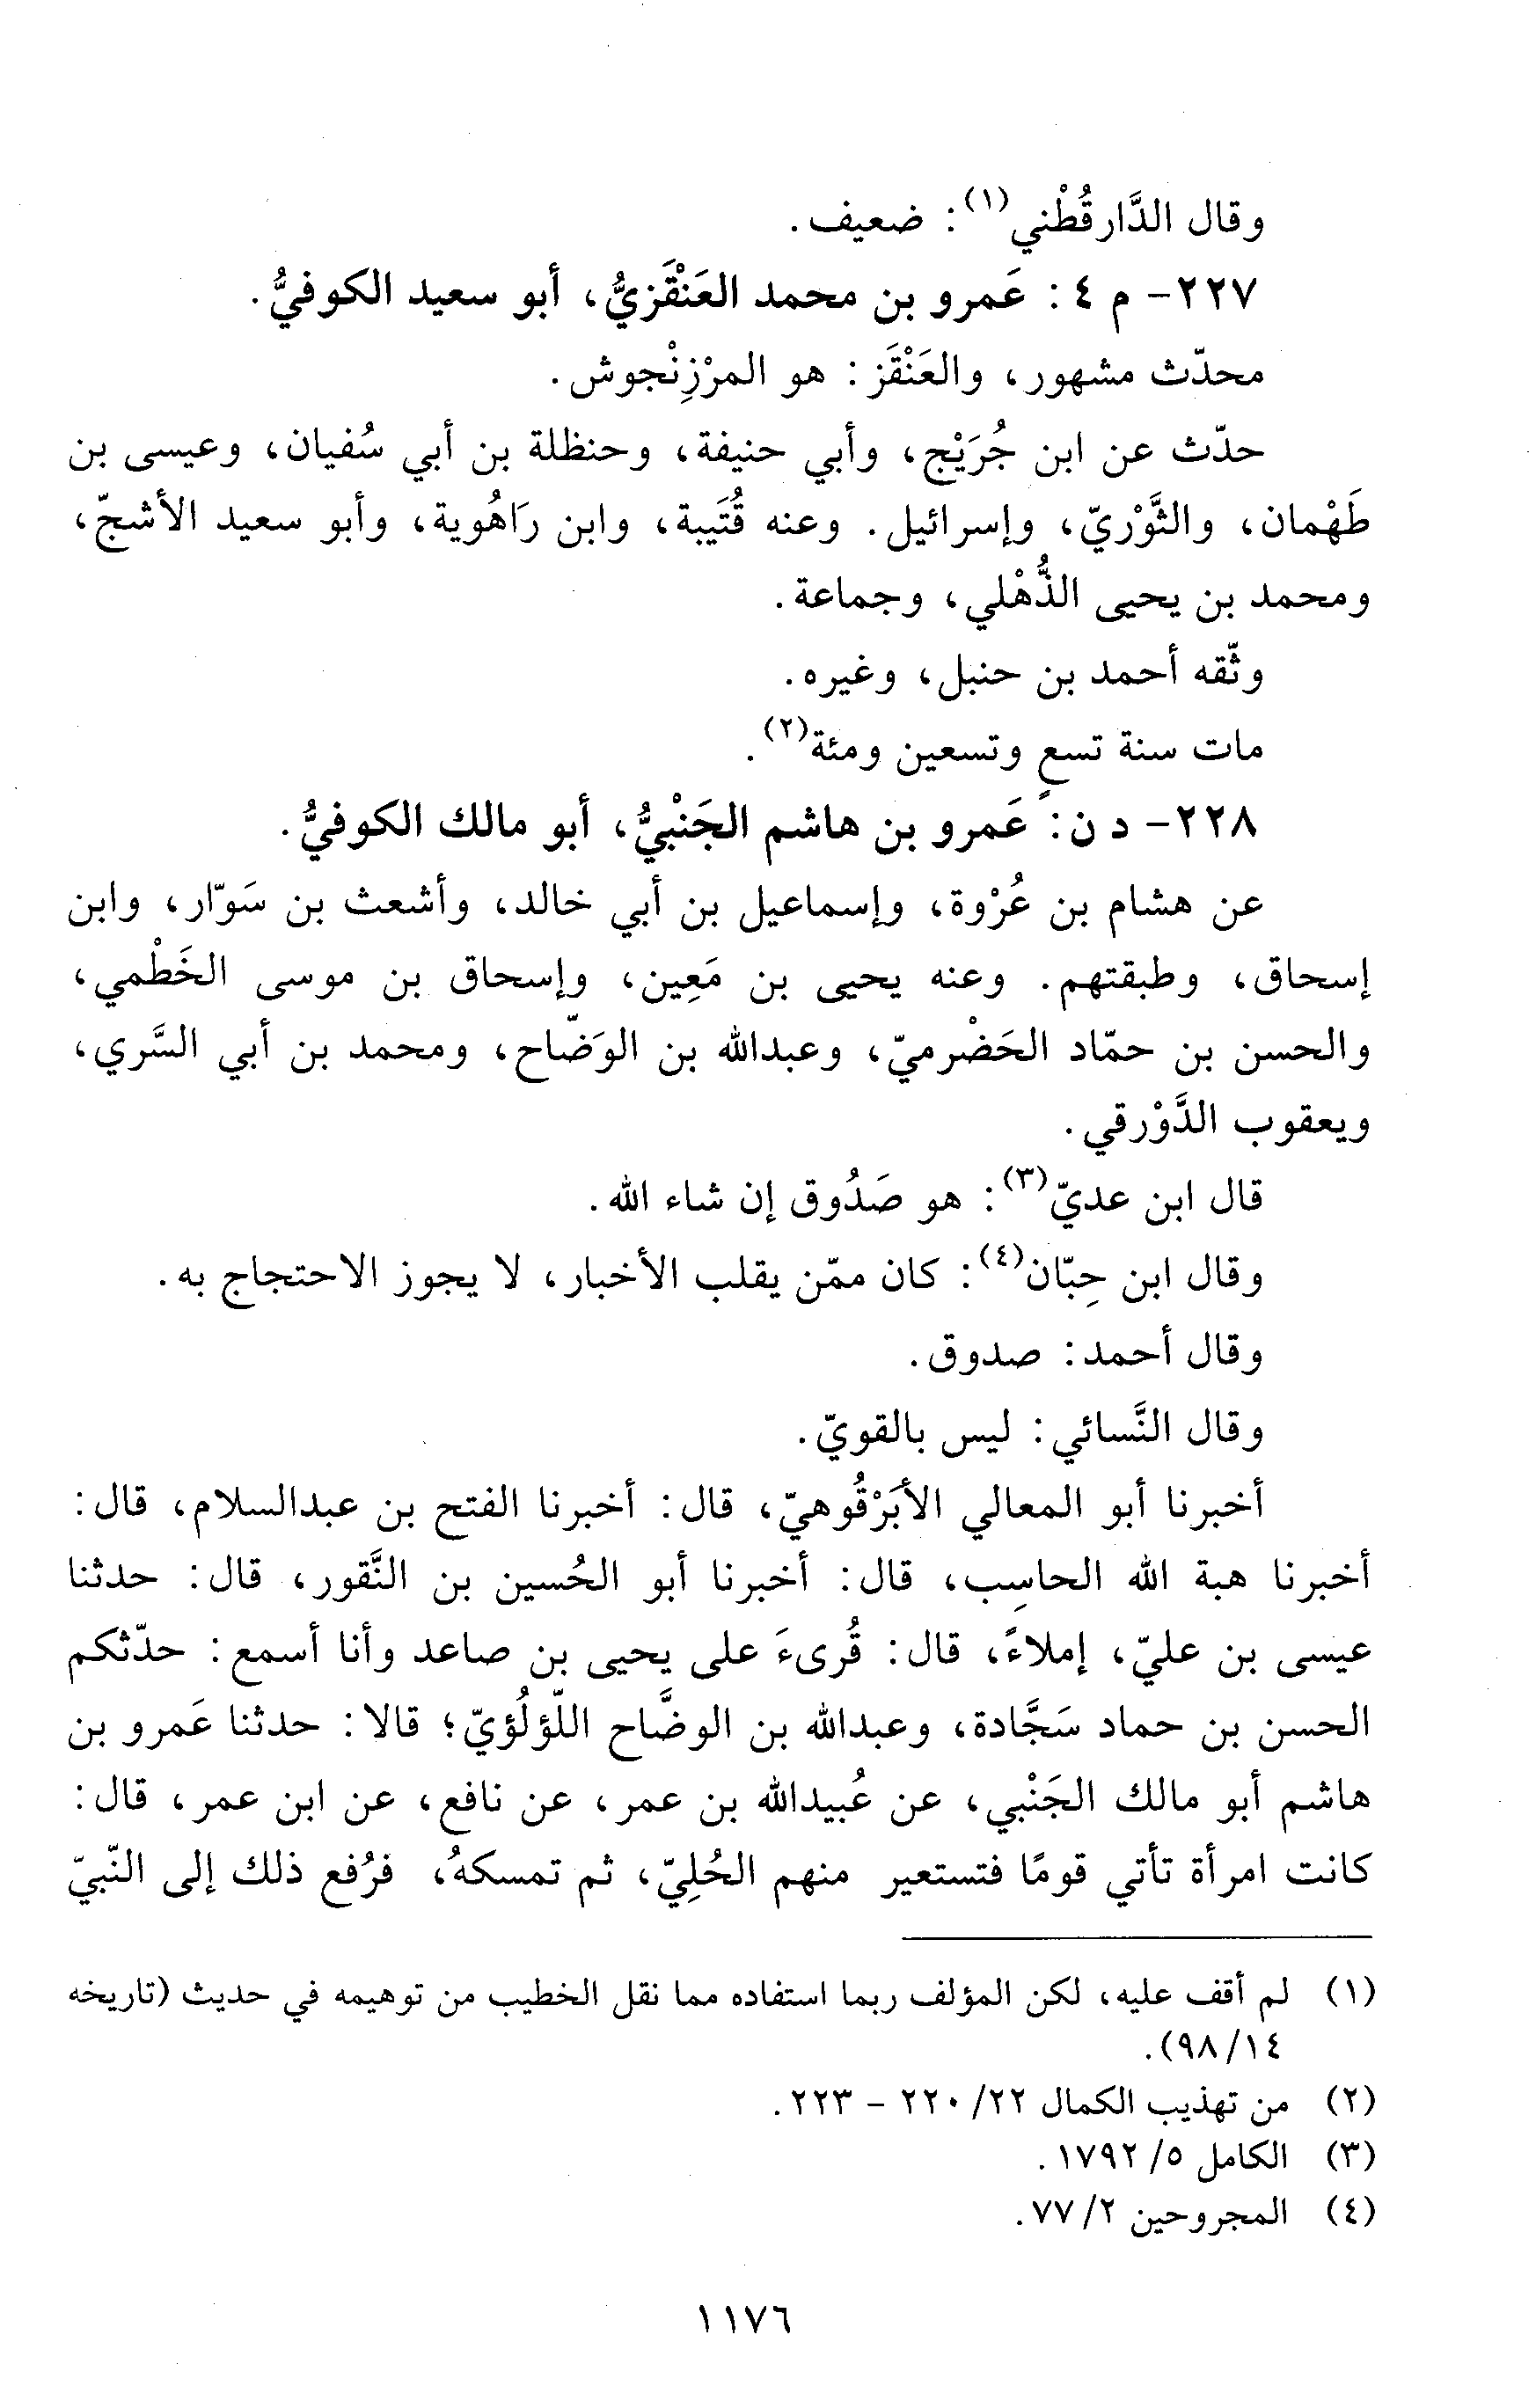 وقال الدَّارقُطْني(١): ضعيف.
٢٢٧- م ٤: عَمرو بن محمد العَنْقَزيُّ، أبو سعيد الكوفيُّ.
محدّث مشهور، والعَنْقَز: هو المرْزِنْجوش.
حدّث عن ابن جُرَيْج، وأبي حنيفة، وحنظلة بن أبي سُفيان، وعيسى بن
طَهْمان، والثَّوْريّ، وإسرائيل. وعنه قُتَيبة، وابن رَاهُوية، وأبو سعيد الأشجّ،
ومحمد بن يحيى الذُّهْلي، وجماعة.
وثّقه أحمد بن حنبل، وغيره.
مات سنة تسعٍ وتسعين ومئة(٢).
٢٢٨- د ن: عَمرو بن هاشم الجَنْبيُّ، أبو مالك الكوفيُّ.
عن هشام بن عُرْوة، وإسماعيل بن أبي خالد، وأشعث بن سَوّار، وابن
إسحاق، وطبقتهم. وعنه يحيى بن مَعِين، وإسحاق بن موسى الخَطْمي،
والحسن بن حمّاد الحَضْرميّ، وعبدالله بن الوَضّاح، ومحمد بن أبي السَّري،
ويعقوب الدَّوْرقي.
قال ابن عديّ(٣): هو صَدُوق إن شاء الله.
وقال ابن حِبّان(٤): كان ممّن يقلب الأخبار، لا يجوز الاحتجاج به.
وقال أحمد: صدوق.
وقال النَّسائي: ليس بالقويّ.
أخبرنا أبو المعالي الأبَرْقُوهيّ، قال: أخبرنا الفتح بن عبدالسلام، قال:
أخبرنا هبة الله الحاسِب، قال: أخبرنا أبو الحُسين بن النَّقور، قال: حدثنا
عيسى بن عليّ، إملاءً، قال: قُرىءَ على يحيى بن صاعد وأنا أسمع: حدّثكم
الحسن بن حماد سَجَّادة، وعبدالله بن الوضَّاح اللّؤلُؤيّ؛ قالا: حدثنا عَمرو بن
هاشم أبو مالك الجَنْبي، عن عُبيدالله بن عمر، عن نافع، عن ابن عمر، قال:
كانت امرأة تأتي قومًا فتستعير منهم الحُلِيّ، ثم تمسكهُ، فرُفع ذلك إلى النّبيّ
(١) لم أقف عليه، لكن المؤلف ربما استفاده مما نقل الخطيب من توهيمه في حديث (تاريخه
١٤/ ٩٨).
(٢) من تهذيب الكمال ٢٢/ ٢٢٠ - ٢٢٣.
(٣) الكامل ٥/ ١٧٩٢.
(٤) المجروحين ٢/ ٧٧.
١١٧٦